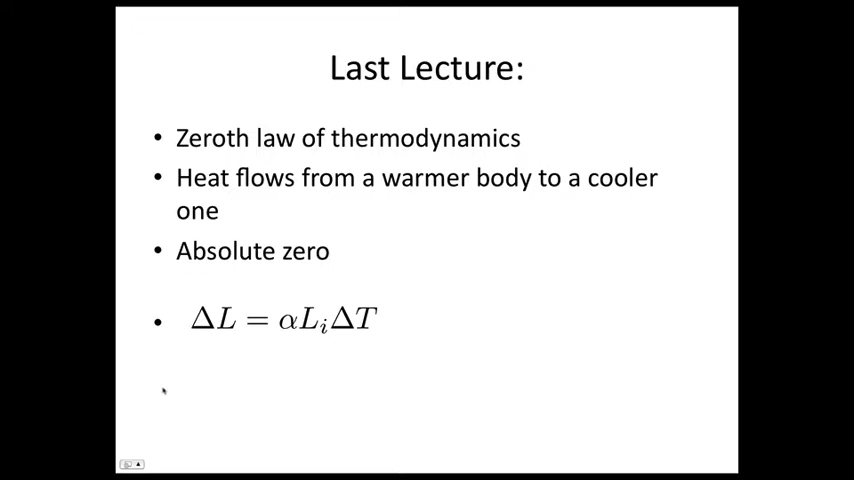 Last Lecture:
• Zeroth law of thermodynamics
• Heat flows from a warmer body to a cooler
one
• Absolute zero
• ΔL = αLᵢΔT